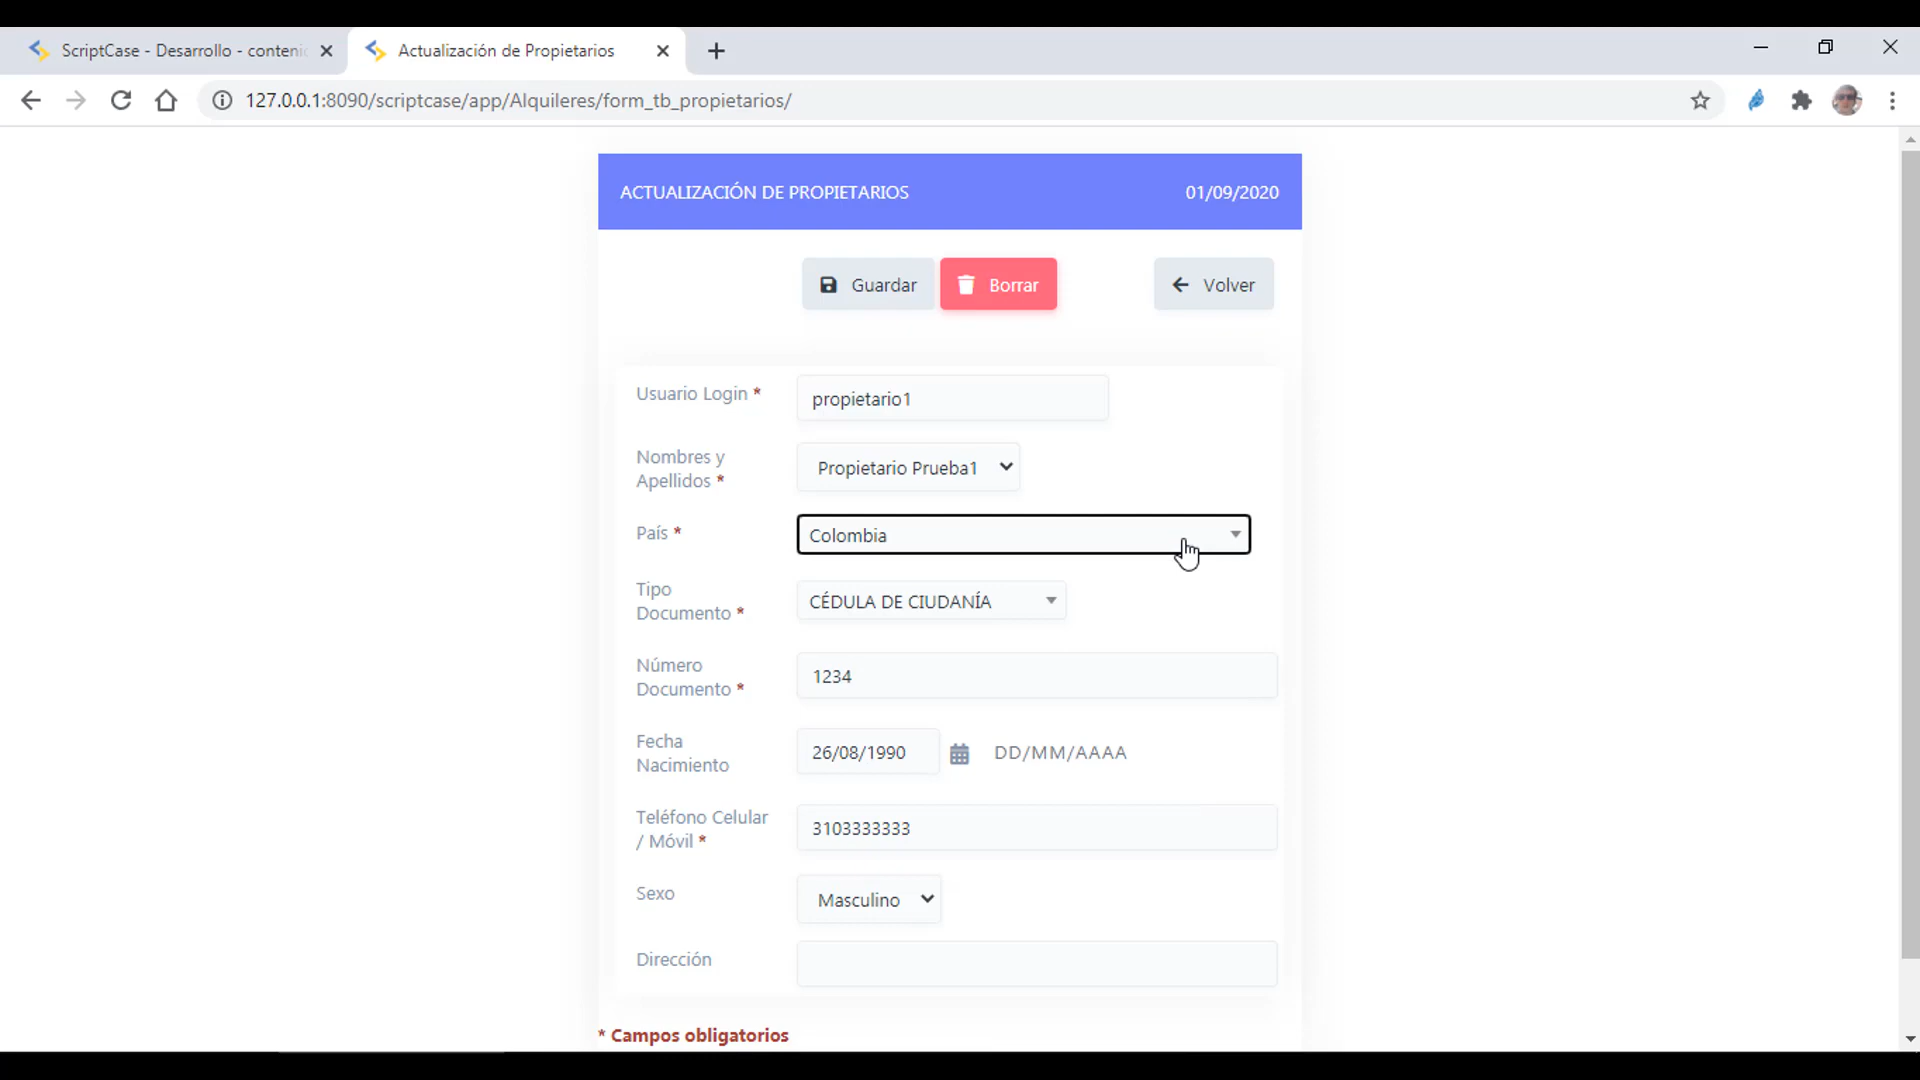 ScriptCase - Desarrollo - conteni
Actualización de Propietarios
127.0.0.1:8090/scriptcase/app/Alquileres/form_tb_propietarios/
ACTUALIZACIÓN DE PROPIETARIOS 01/09/2020
Guardar Borrar Volver
Usuario Login * propietario1
Nombres y
Apellidos * Propietario Prueba1
País * Colombia
Tipo
Documento * CÉDULA DE CIUDANÍA
Número
Documento * 1234
Fecha
Nacimiento 26/08/1990 DD/MM/AAAA
Teléfono Celular
/ Móvil * 3103333333
Sexo Masculino
Dirección
* Campos obligatorios